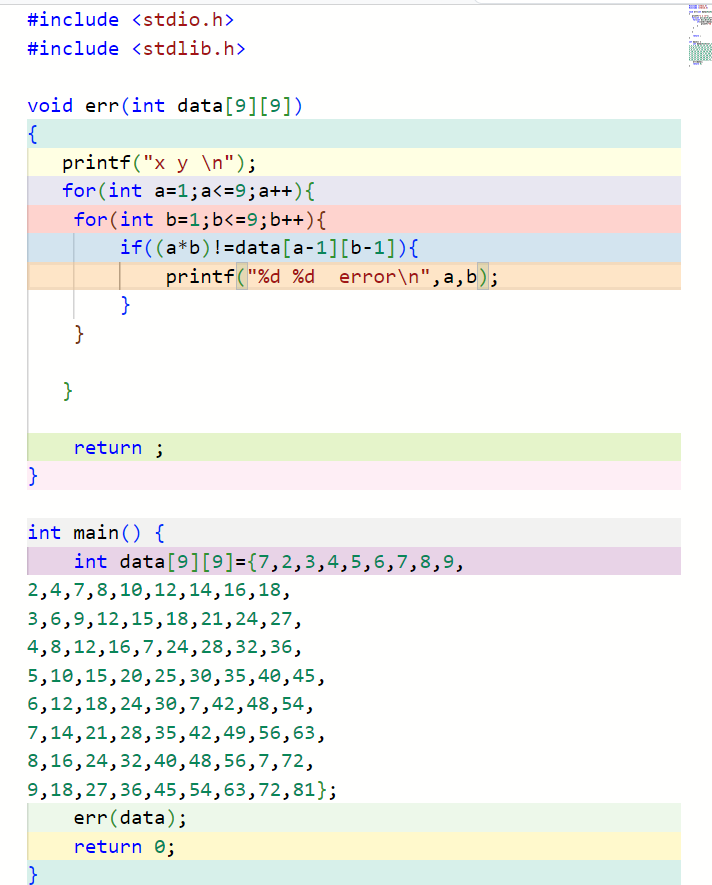 #include <stdio.h>
#include <stdlib.h>
void err(int data[9][9])
{
printf("x y \n");
for(int a=1;a<=9;a++){
for(int b=1;b<=9;b++){
if((a*b)!=data[a-1][b-1]){
printf("%d %d  error\n",a,b);
}
}
}
return ;
}
int main() {
int data[9][9]={7,2,3,4,5,6,7,8,9,
2,4,7,8,10,12,14,16,18,
3,6,9,12,15,18,21,24,27,
4,8,12,16,7,24,28,32,36,
5,10,15,20,25,30,35,40,45,
6,12,18,24,30,7,42,48,54,
7,14,21,28,35,42,49,56,63,
8,16,24,32,40,48,56,7,72,
9,18,27,36,45,54,63,72,81};
err(data);
return 0;
}